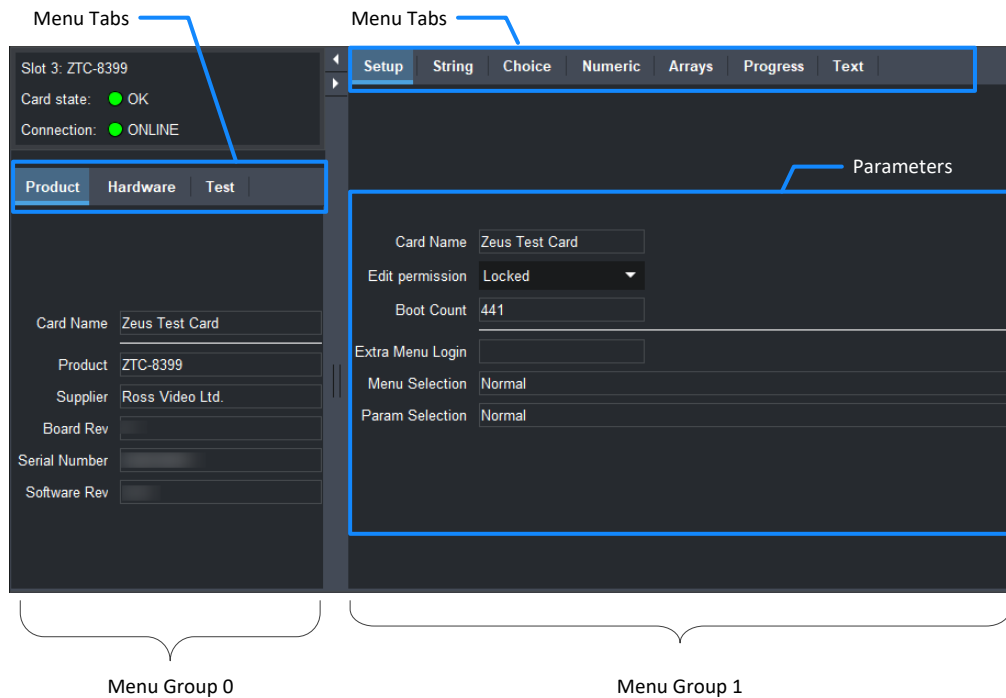 Menu Tabs
Menu Tabs
Slot 3: ZTC-8399
Card state: OK
Connection: ONLINE
Product Hardware Test
Card Name Zeus Test Card
Product ZTC-8399
Supplier Ross Video Ltd.
Board Rev
Serial Number
Software Rev
Setup String Choice Numeric Arrays Progress Text
Parameters
Card Name Zeus Test Card
Edit permission Locked
Boot Count 441
Extra Menu Login
Menu Selection Normal
Param Selection Normal
Menu Group 0
Menu Group 1